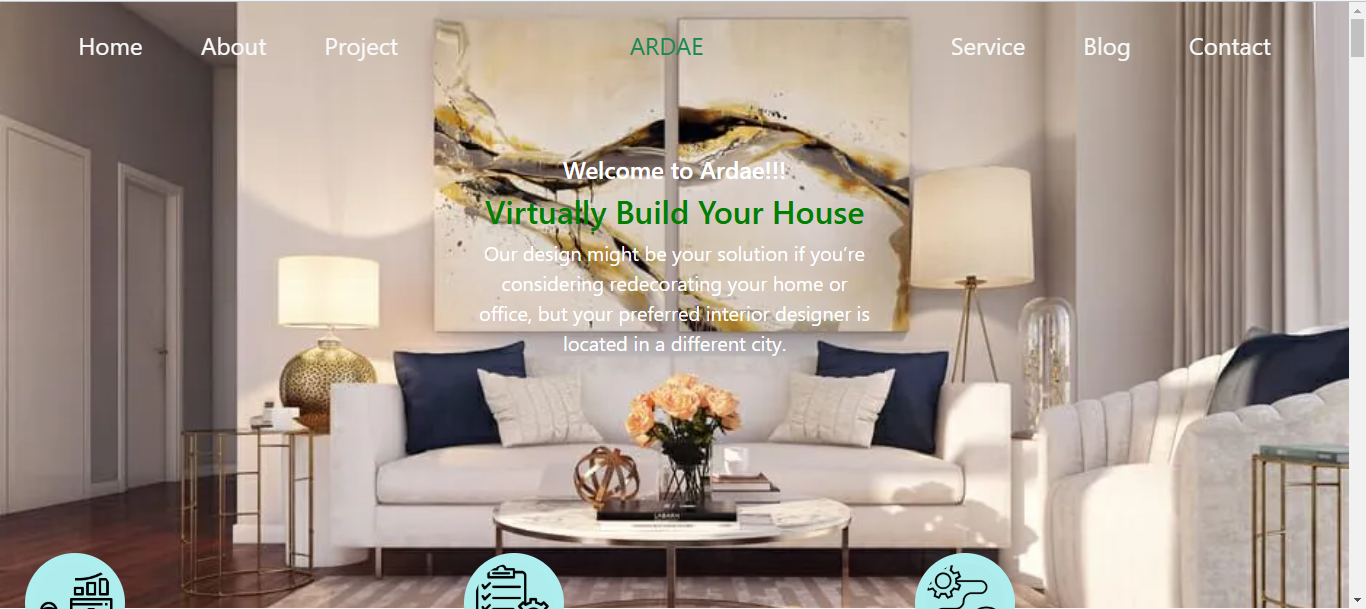 Home About Project ARDAE Service Blog Contact
Welcome to Ardae!!!
Virtually Build Your House
Our design might be your solution if you’re
considering redecorating your home or
office, but your preferred interior designer is
located in a different city.